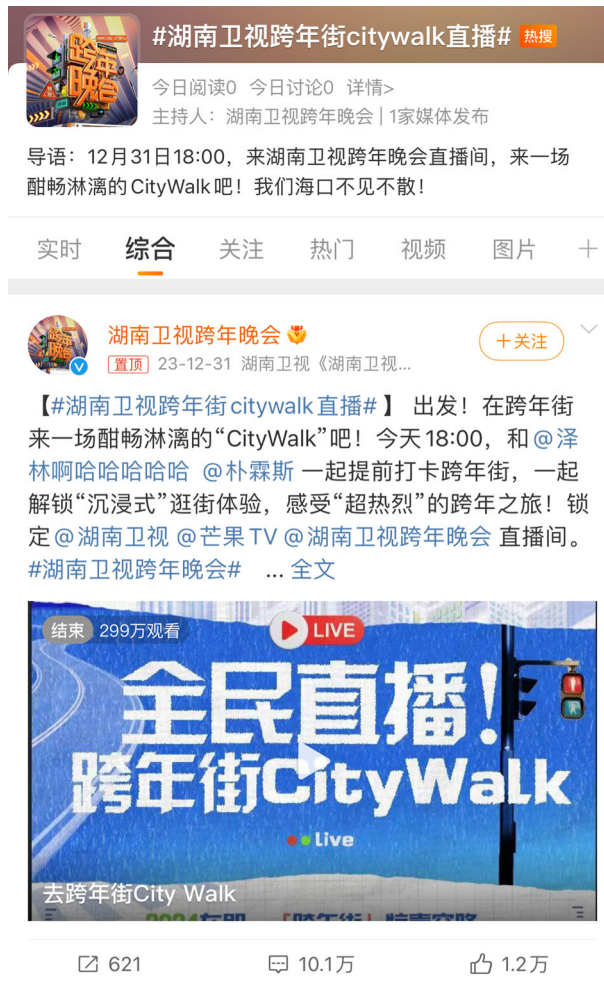 #湖南卫视跨年街citywalk直播# 热搜
今日阅读0 今日讨论0 详情>
主持人：湖南卫视跨年晚会 | 1家媒体发布
导语：12月31日18:00，来湖南卫视跨年晚会直播间，来一场
酣畅淋漓的CityWalk吧！我们海口不见不散！
实时 综合 关注 热门 视频 图片
湖南卫视跨年晚会
+关注
置顶 23-12-31 湖南卫视《湖南卫视...
【#湖南卫视跨年街citywalk直播#】 出发！在跨年街
来一场酣畅淋漓的“CityWalk”吧！今天18:00，和@泽
林啊哈哈哈哈哈 @朴霖斯 一起提前打卡跨年街，一起
解锁“沉浸式”逛街体验，感受“超热烈”的跨年之旅！锁
定@湖南卫视 @芒果TV @湖南卫视跨年晚会 直播间。
#湖南卫视跨年晚会# ... 全文
结束 299万观看
LIVE
全民直播！
跨年街CityWalk
Live
去跨年街City Walk
621 10.1万 1.2万